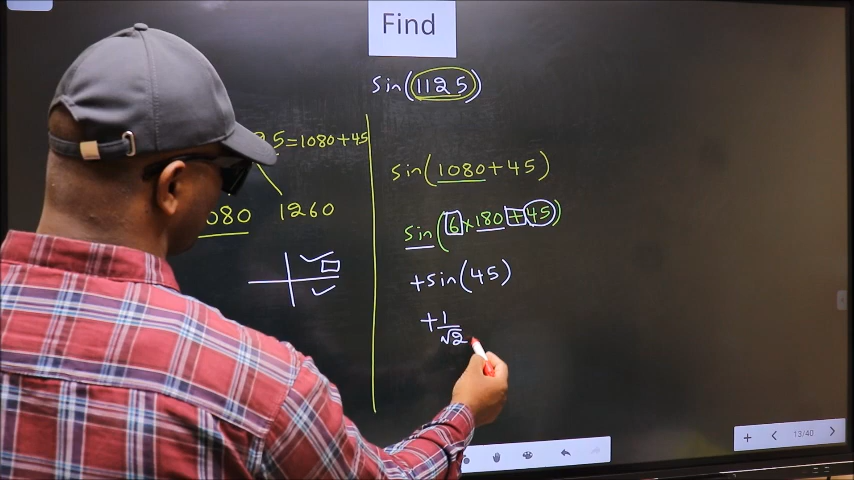 Find
sin(1125)
25=1080+45
080 1260
sin(1080+45)
sin(6×180+45)
+sin(45)
+1/√2
13/40